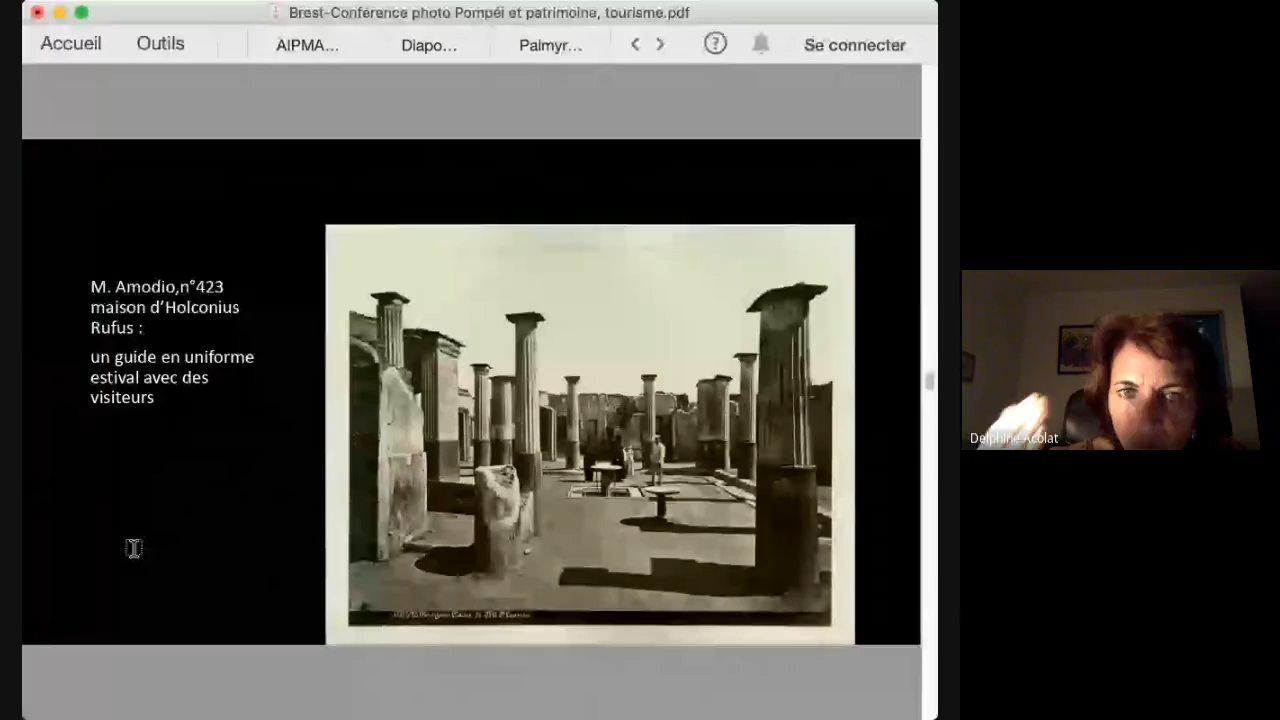 Brest-Conférence photo Pompéi et patrimoine, tourisme.pdf
Accueil
Outils
AIPMA...
Diapo...
Palmyr...
?
Se connecter
M. Amodio,n°423
maison d'Holconius
Rufus :
un guide en uniforme
estival avec des
visiteurs
Delphine Acolat